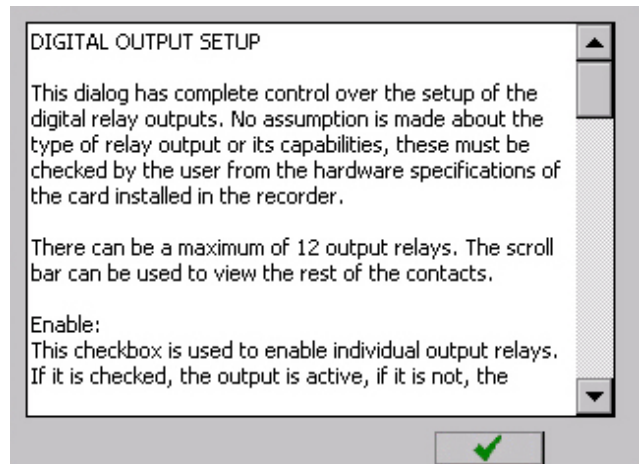 DIGITAL OUTPUT SETUP
This dialog has complete control over the setup of the
digital relay outputs. No assumption is made about the
type of relay output or its capabilities, these must be
checked by the user from the hardware specifications of
the card installed in the recorder.
There can be a maximum of 12 output relays. The scroll
bar can be used to view the rest of the contacts.
Enable:
This checkbox is used to enable individual output relays.
If it is checked, the output is active, if it is not, the